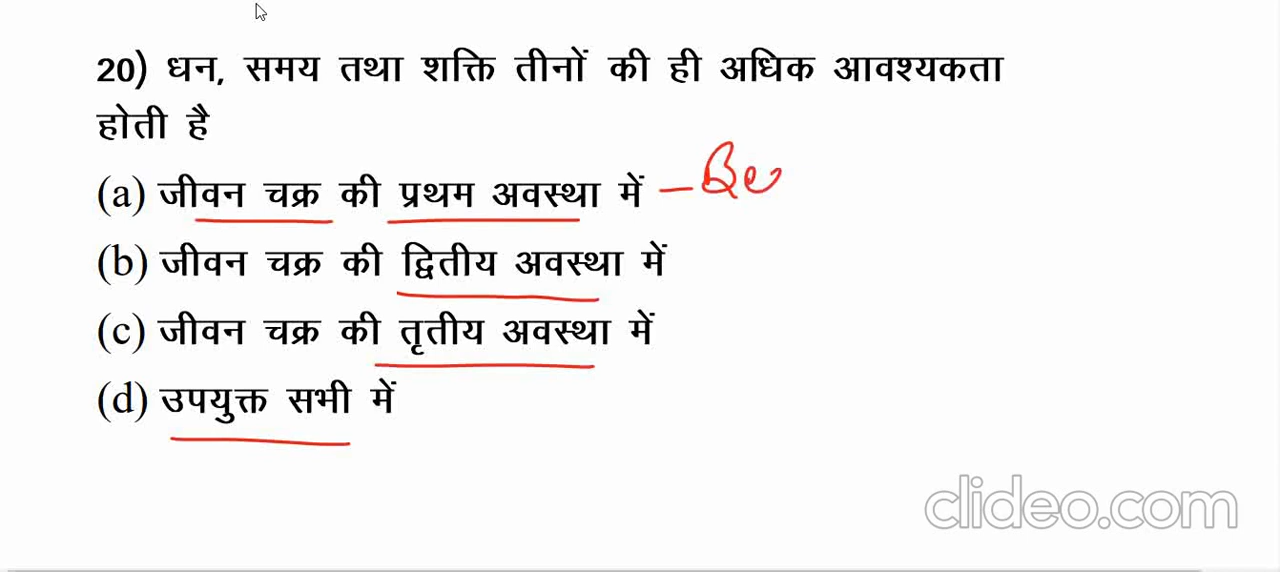 20) धन, समय तथा शक्ति तीनों की ही अधिक आवश्यकता
होती है
(a) जीवन चक्र की प्रथम अवस्था में – Be
(b) जीवन चक्र की द्वितीय अवस्था में
(c) जीवन चक्र की तृतीय अवस्था में
(d) उपयुक्त सभी में
clideo.com